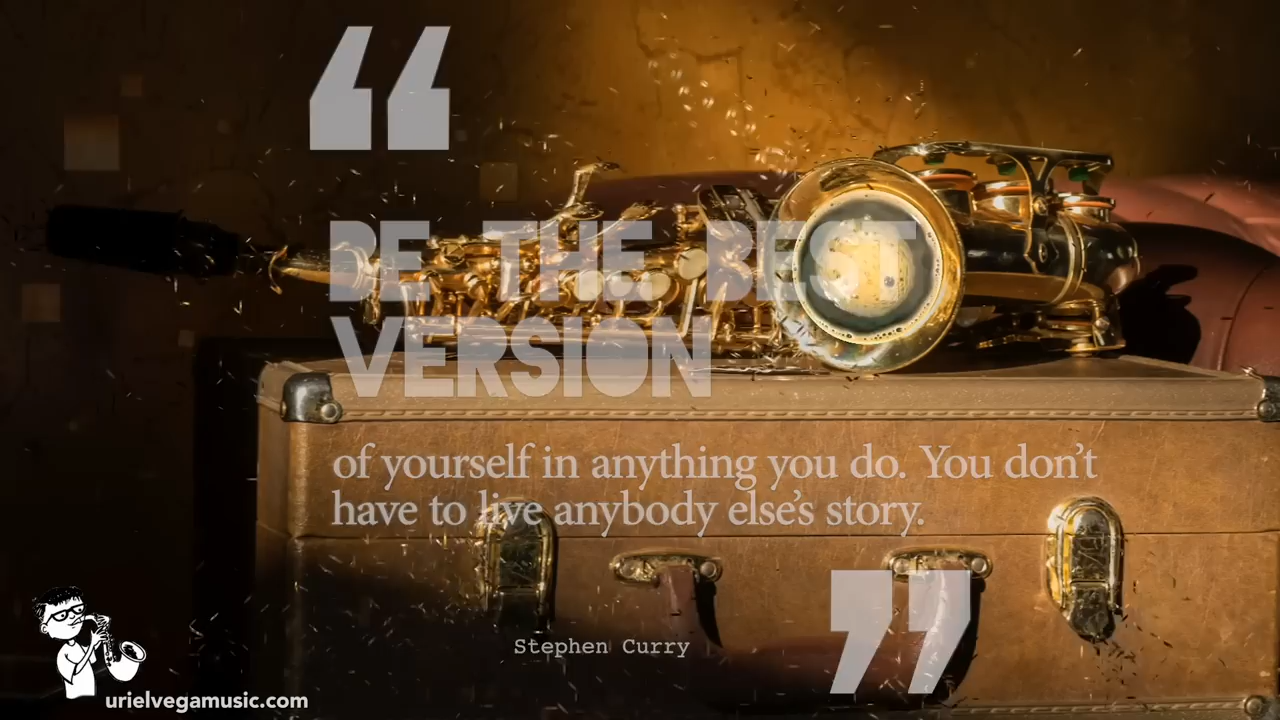 “
BE THE BEST
VERSION
of yourself in anything you do. You don’t
have to live anybody else’s story.
”
Stephen Curry
urielvegamusic.com